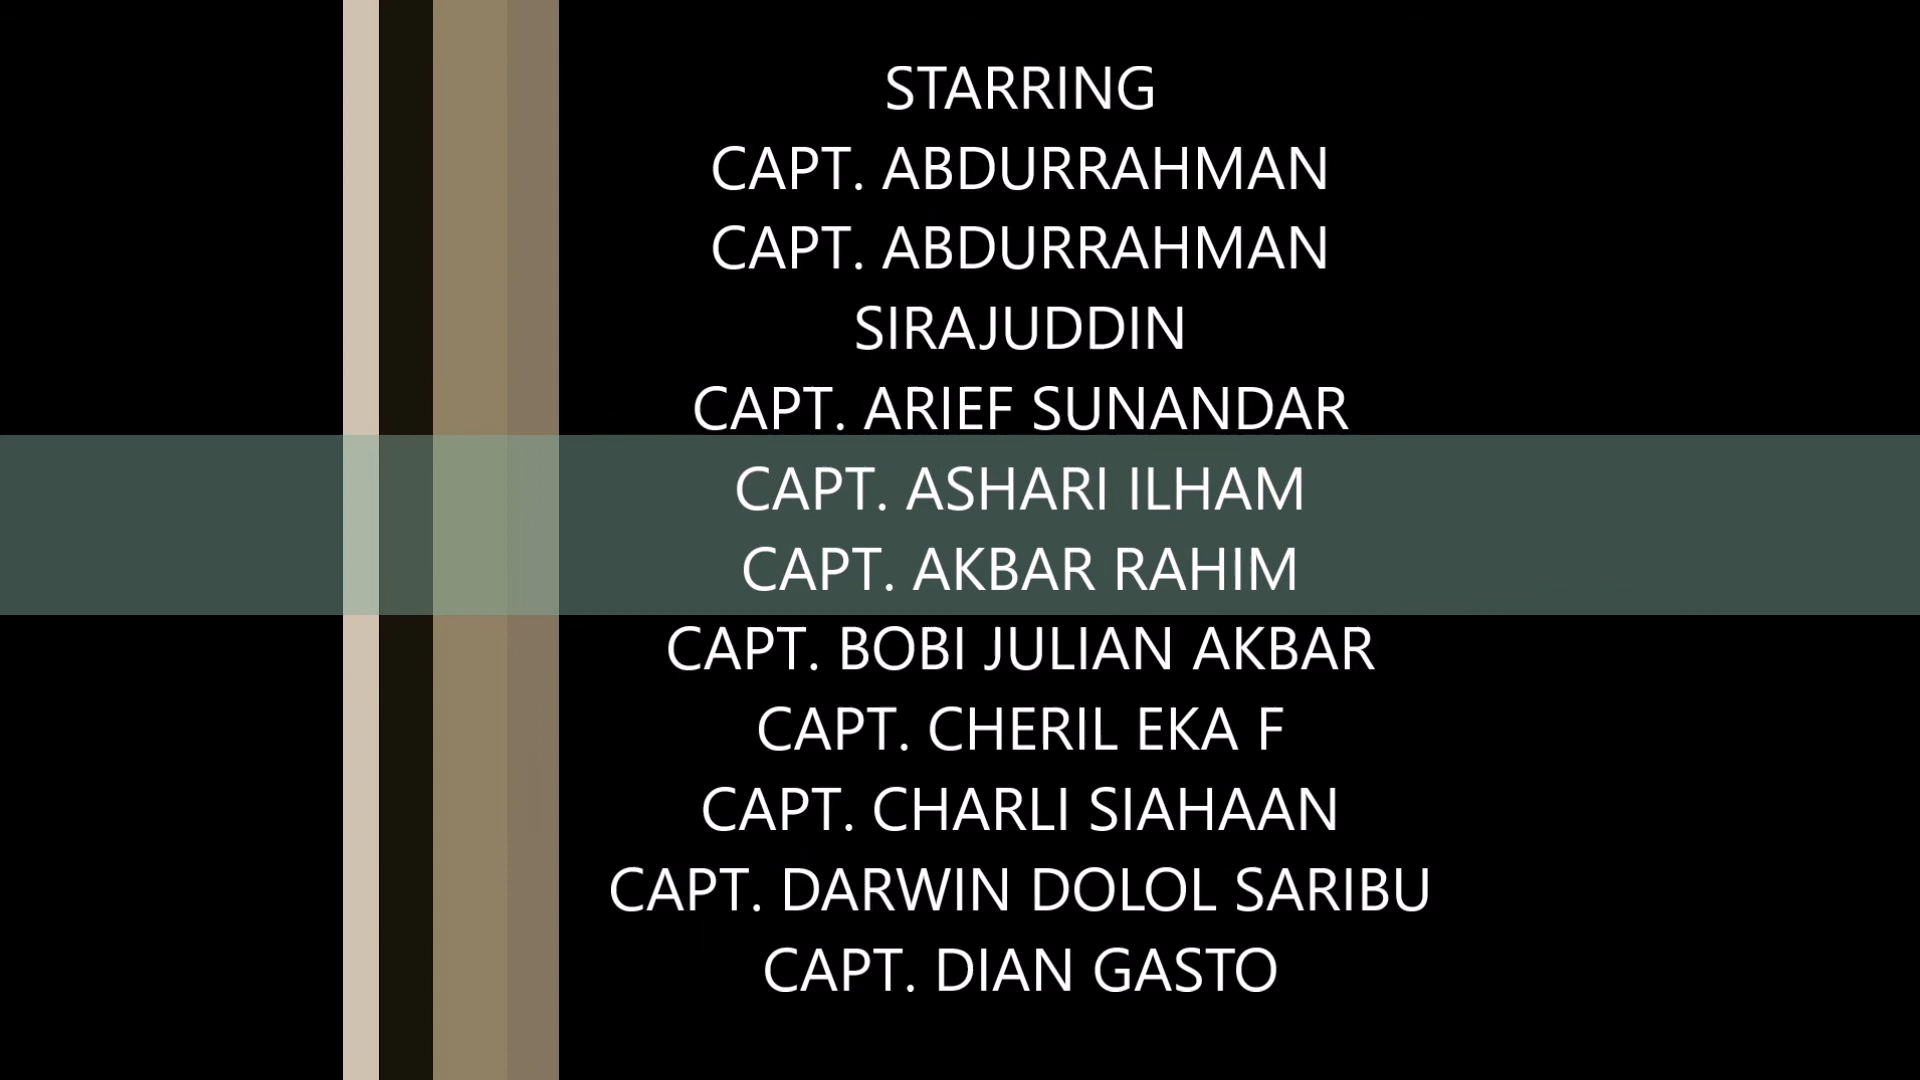 STARRING
CAPT. ABDURRAHMAN
CAPT. ABDURRAHMAN
SIRAJUDDIN
CAPT. ARIEF SUNANDAR
CAPT. ASHARI ILHAM
CAPT. AKBAR RAHIM
CAPT. BOBI JULIAN AKBAR
CAPT. CHERIL EKA F
CAPT. CHARLI SIAHAAN
CAPT. DARWIN DOLOL SARIBU
CAPT. DIAN GASTO